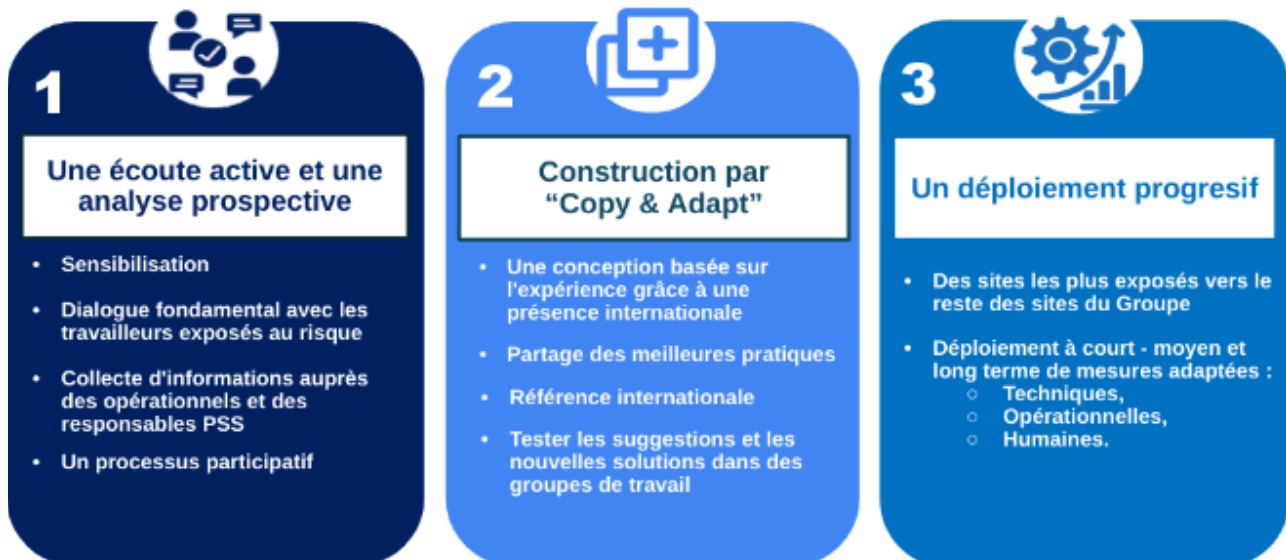 1
Une écoute active et une
analyse prospective
• Sensibilisation
• Dialogue fondamental avec les
travailleurs exposés au risque
• Collecte d'informations auprès
des opérationnels et des
responsables PSS
• Un processus participatif
2
Construction par
“Copy & Adapt”
• Une conception basée sur
l'expérience grâce à une
présence internationale
• Partage des meilleures pratiques
• Référence internationale
• Tester les suggestions et les
nouvelles solutions dans des
groupes de travail
3
Un déploiement progresif
• Des sites les plus exposés vers le
reste des sites du Groupe
• Déploiement à court - moyen et
long terme de mesures adaptées :
○ Techniques,
○ Opérationnelles,
○ Humaines.